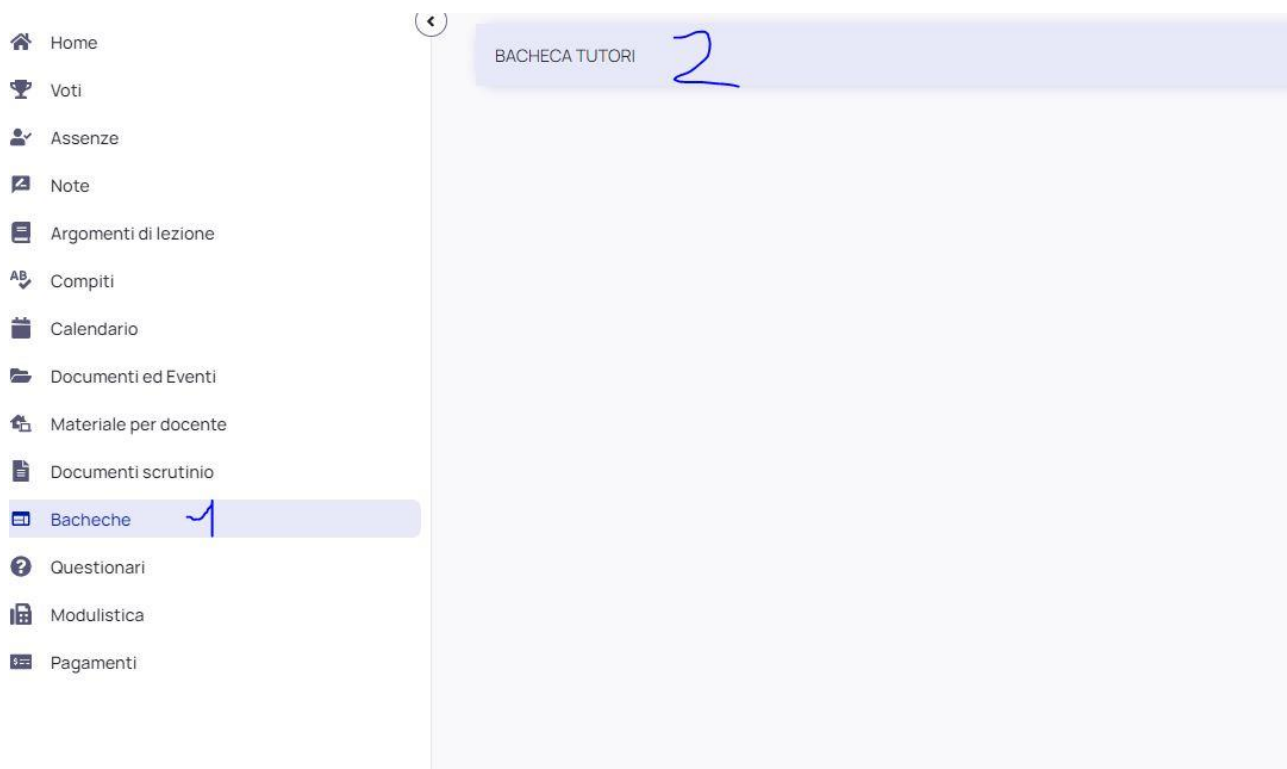 Home
Voti
Assenze
Note
Argomenti di lezione
AB
Compiti
Calendario
Documenti ed Eventi
Materiale per docente
Documenti scrutinio
Bacheche 1
Questionari
Modulistica
Pagamenti
BACHECA TUTORI 2